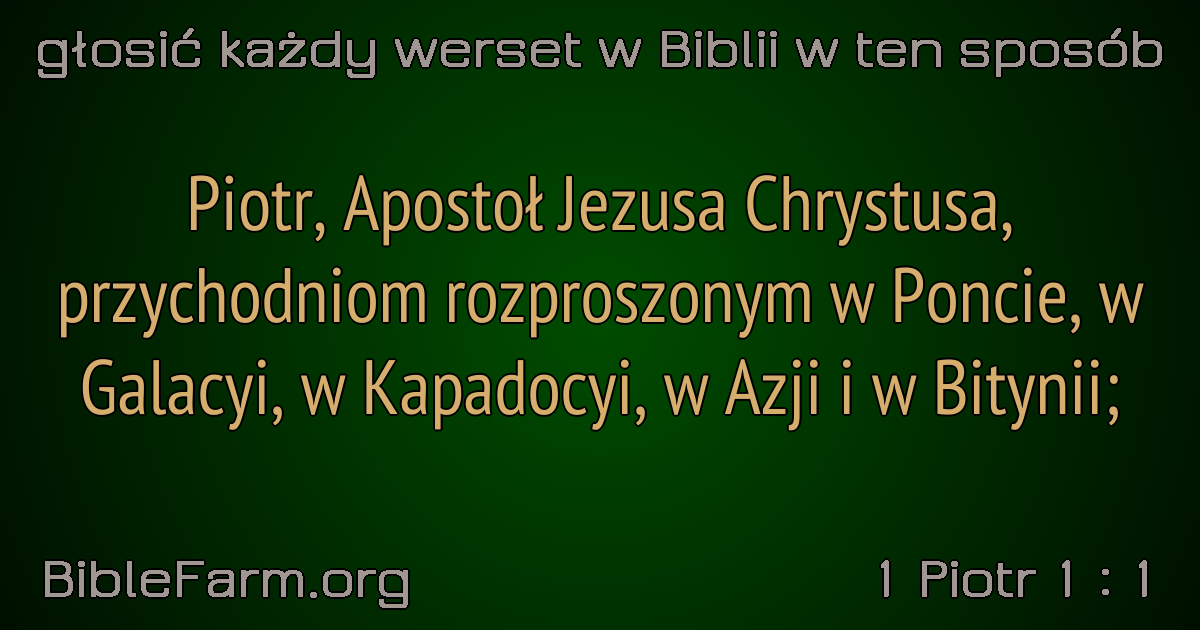 głosić każdy werset w Biblii w ten sposób
Piotr, Apostoł Jezusa Chrystusa,
przychodniom rozproszonym w Poncie, w
Galacyi, w Kapadocyi, w Azji i w Bitynii;
BibleFarm.org
1 Piotr 1 : 1